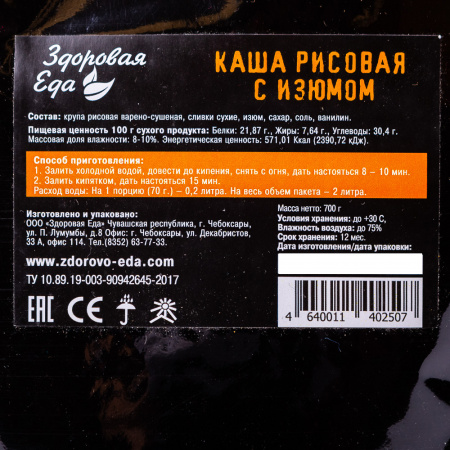 Здоровая
Еда
КАША РИСОВАЯ
С ИЗЮМОМ
Состав: крупа рисовая варено-сушеная, сливки сухие, изюм, сахар, соль, ванилин.
Пищевая ценность 100 г сухого продукта: Белки: 21,87 г., Жиры: 7,64 г., Углеводы: 30,4 г.
Массовая доля влажности: 8-10%. Энергетическая ценность: 571,01 Ккал (2390,72 кДж).
Способ приготовления:
1. Залить холодной водой, довести до кипения, снять с огня, дать настояться 8 – 10 мин.
2. Залить кипятком, дать настояться 15 мин.
Расход воды: На 1 порцию (70 г.) – 0,2 л. На весь объем пакета – 2 литра.
Изготовлено и упаковано:
ООО «Здоровая Еда» Чувашская республика, г. Чебоксары,
ул. П. Лумумбы, д. 8 Офис: г. Чебоксары, ул. Декабристов,
33 А, офис 114. Тел.(8352) 63-77-33.
www.zdorovo-eda.com
ТУ 10.89.19-003-90942645-2017
Масса нетто: 700 г
Условия хранения: до +30 С,
Влажность воздуха: до 75%
Срок хранения: 12 мес.
Дата изготовления/даты упаковки:
EAC CE
4 640011 402507